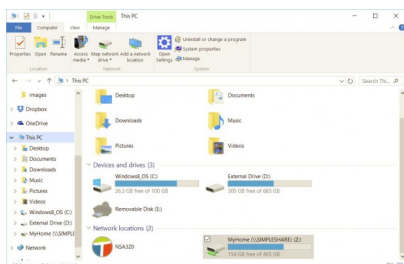 Drive Tools
This PC
File
Computer
View
Manage
Properties
Open
Rename
Access media
Map network drive
Add a network location
Open Settings
Uninstall or change a program
System properties
Manage
Location
Network
System
This PC
Search This...
Images
Dropbox
OneDrive
This PC
Desktop
Documents
Downloads
Music
Pictures
Videos
Windows8_OS (C:)
External Drive (D:)
MyHome (\\SIMPLE
Network
Desktop
Documents
Downloads
Music
Pictures
Videos
Devices and drives (3)
Windows8_OS (C:)
26.3 GB free of 100 GB
External Drive (D:)
305 GB free of 683 GB
Removable Disk (E:)
Network locations (2)
NSA320
MyHome (\\SIMPLESHARE) (Z:)
154 GB free of 465 GB